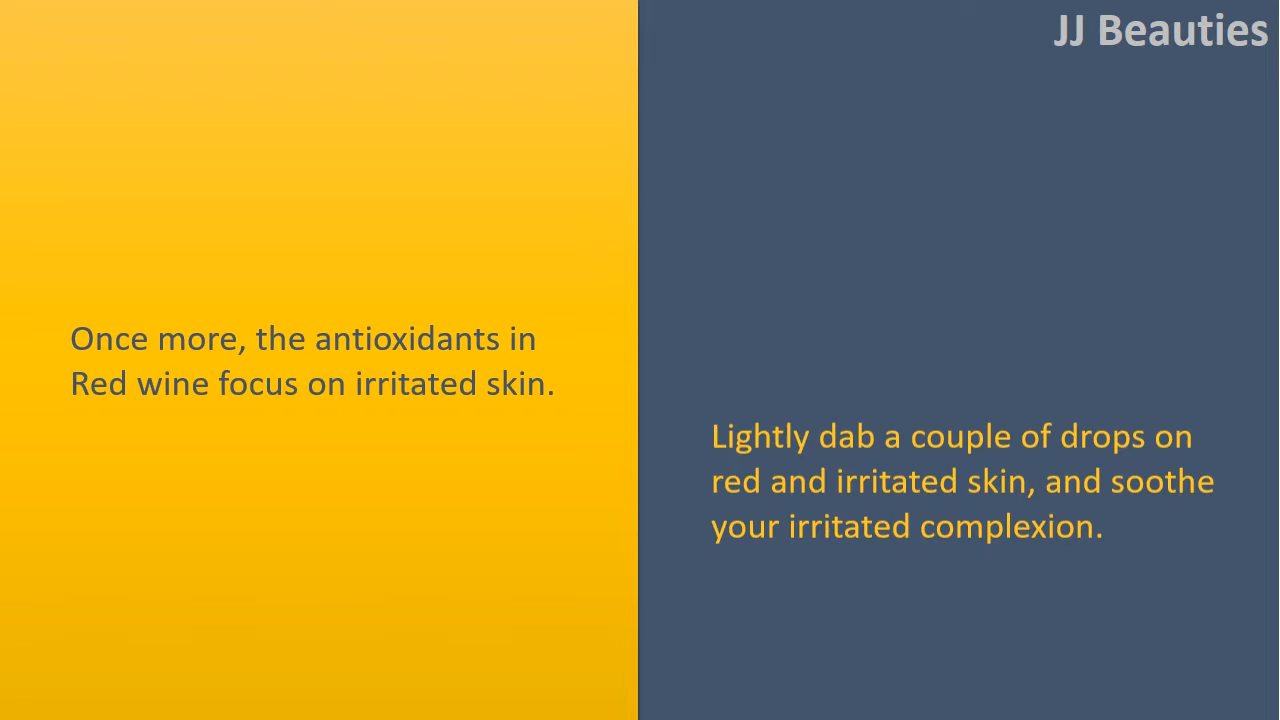 JJ Beauties
Once more, the antioxidants in
Red wine focus on irritated skin.
Lightly dab a couple of drops on
red and irritated skin, and soothe
your irritated complexion.